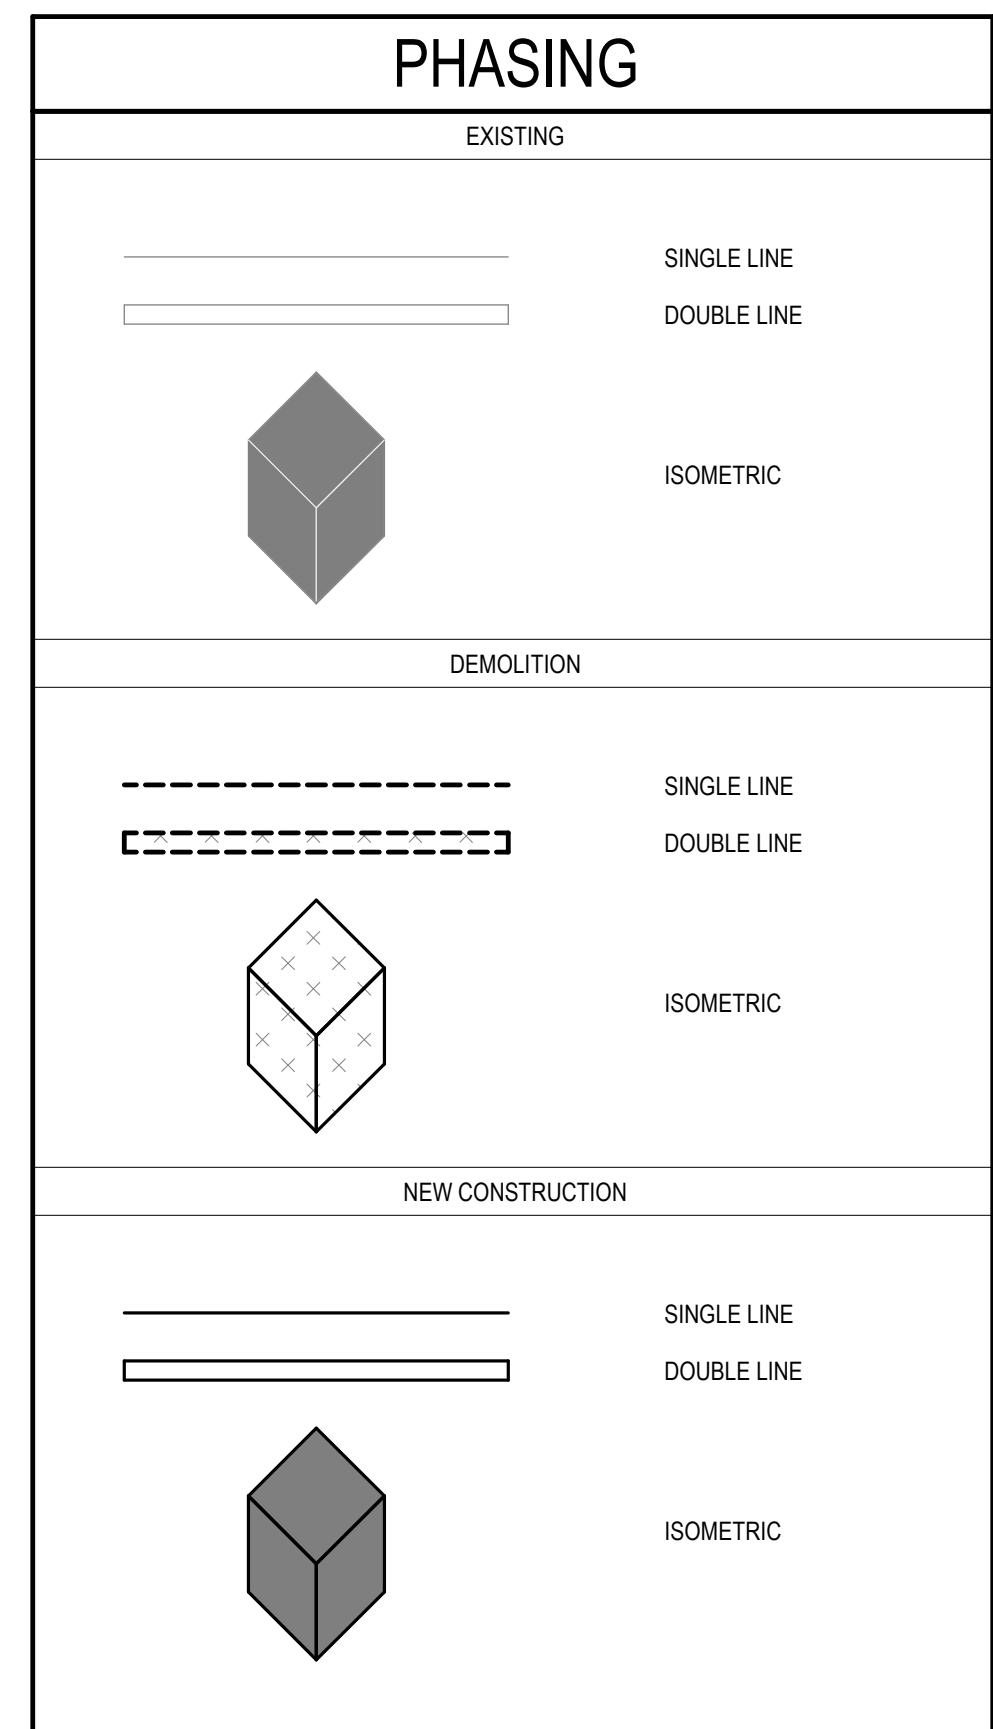 PHASING
EXISTING
SINGLE LINE
DOUBLE LINE
ISOMETRIC
DEMOLITION
SINGLE LINE
DOUBLE LINE
ISOMETRIC
NEW CONSTRUCTION
SINGLE LINE
DOUBLE LINE
ISOMETRIC